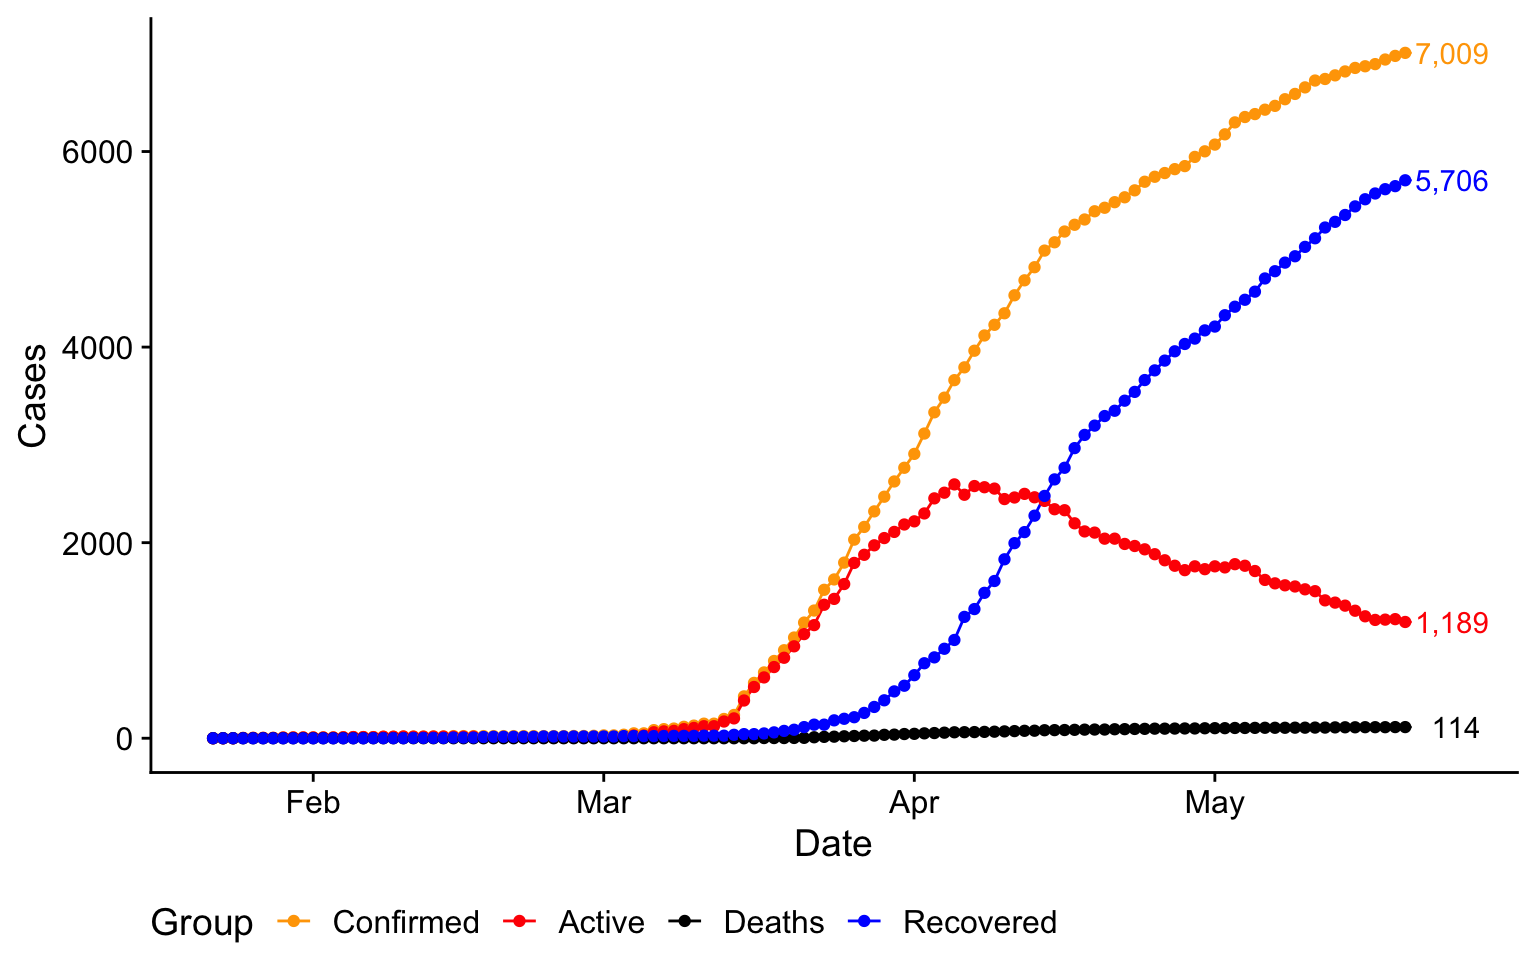 7,009
6000
5,706
4000
Cases
2000
1,189
114
0
Feb Mar Apr May
Date
Group Confirmed Active Deaths Recovered